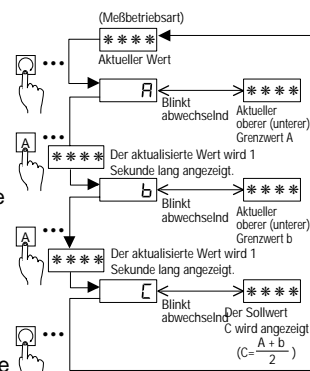 (Meßbetriebsart)
****
Aktueller Wert
A
Blinkt
abwechselnd
****
Aktueller
oberer (unterer)
Grenzwert A
A
****
Der aktualisierte Wert wird 1
Sekunde lang angezeigt.
e
b
Blinkt
abwechselnd
****
Aktueller
oberer (unterer)
Grenzwert b
A
****
Der aktualisierte Wert wird 1
Sekunde lang angezeigt.
C
Blinkt
abwechselnd
****
Der Sollwert
C wird angezeigt
(C= A + b
2 )
e